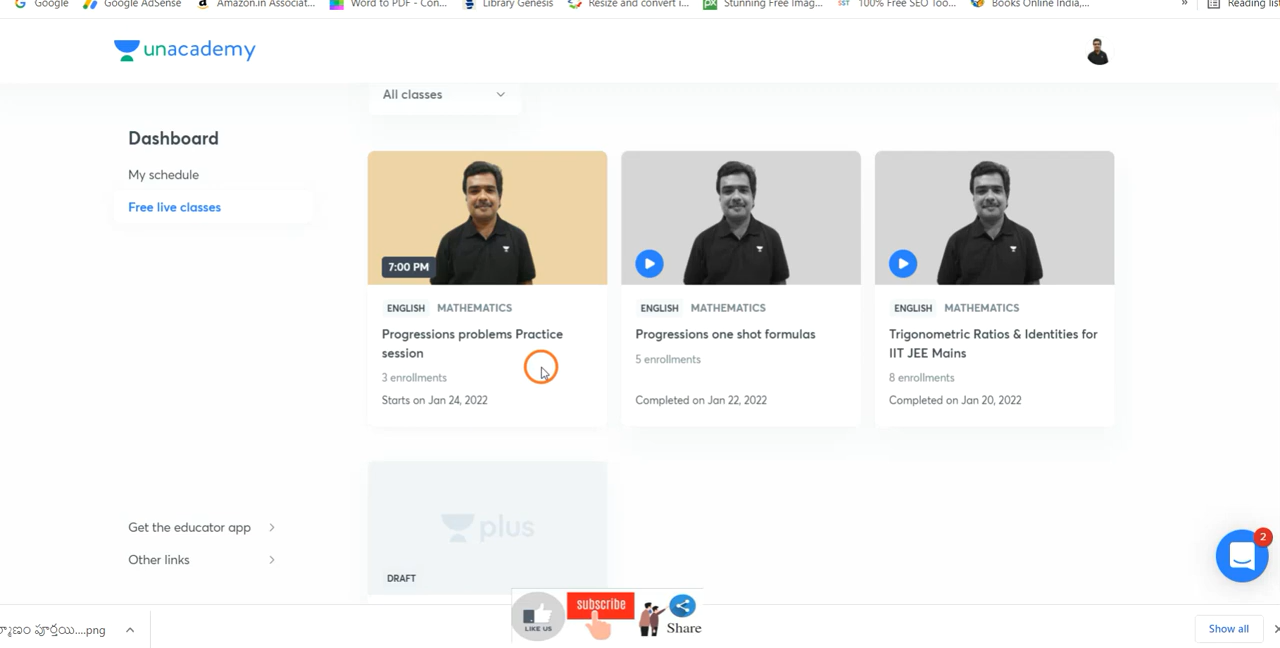 Google
Google AdSense
Amazon.in Associat...
Word to PDF - Con...
Library Genesis
Resize and convert i...
Stunning Free Imag...
100% Free SEO Too...
Books Online India,...
»
Reading list
unacademy
All classes
Dashboard
My schedule
Free live classes
7:00 PM
ENGLISH MATHEMATICS
Progressions problems Practice
session
3 enrollments
Starts on Jan 24, 2022
ENGLISH MATHEMATICS
Progressions one shot formulas
5 enrollments
Completed on Jan 22, 2022
ENGLISH MATHEMATICS
Trigonometric Ratios & Identities for
IIT JEE Mains
8 enrollments
Completed on Jan 20, 2022
Get the educator app
Other links
plus
DRAFT
2
LIKE US
subscribe
Share
పూర్తయి....png
Show all